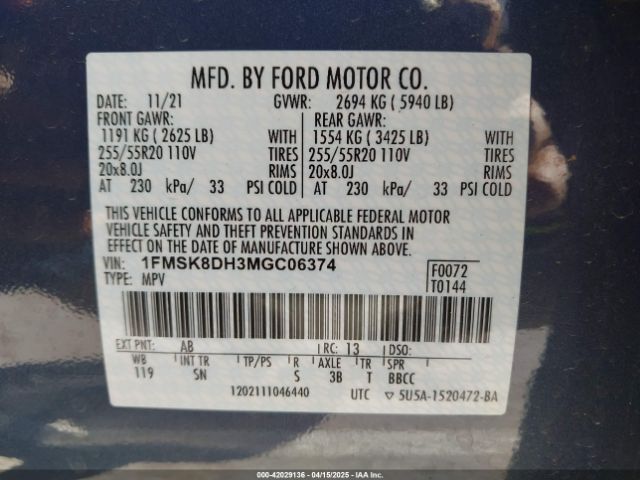 MFD. BY FORD MOTOR CO.
DATE: 11/21 GVWR: 2694 KG ( 5940 LB)
FRONT GAWR: REAR GAWR:
1191 KG ( 2625 LB) WITH 1554 KG ( 3425 LB) WITH
255/55R20 110V TIRES 255/55R20 110V TIRES
20x8.0J RIMS 20x8.0J RIMS
AT 230 kPa/ 33 PSI COLD AT 230 kPa/ 33 PSI COLD
THIS VEHICLE CONFORMS TO ALL APPLICABLE FEDERAL MOTOR
VEHICLE SAFETY AND THEFT PREVENTION STANDARDS IN
EFFECT ON THE DATE OF MANUFACTURE SHOWN ABOVE.
VIN: 1FMSK8DH3MGC06374 F0072
TYPE: MPV T0144
EXT PNT: AB RC: 13 DSO:
WB INT TR TP/PS R AXLE TR SPR
119 SN S 3B T BBCC
1202111046440 UTC 5U5A-1520472-BA
000-42029136 - 04/15/2025 - IAAI.COM